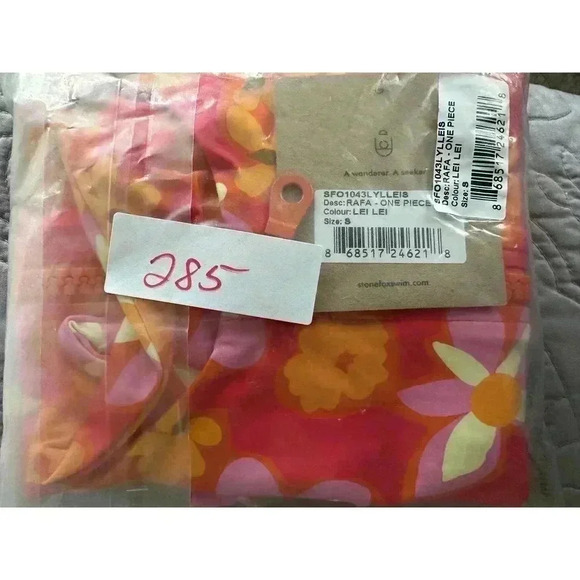 A wanderer. A seeker.
SFO1043LYLLEIS
Desc: RAFA - ONE PIECE
Colour: LEI LEI
Size: S
8 68517 24621 8
stonefoxswim.com
SFO1043LYLLEIS
Desc: RAFA - ONE PIECE
Colour: LEI LEI
Size: S
8 68517 24621 8
285